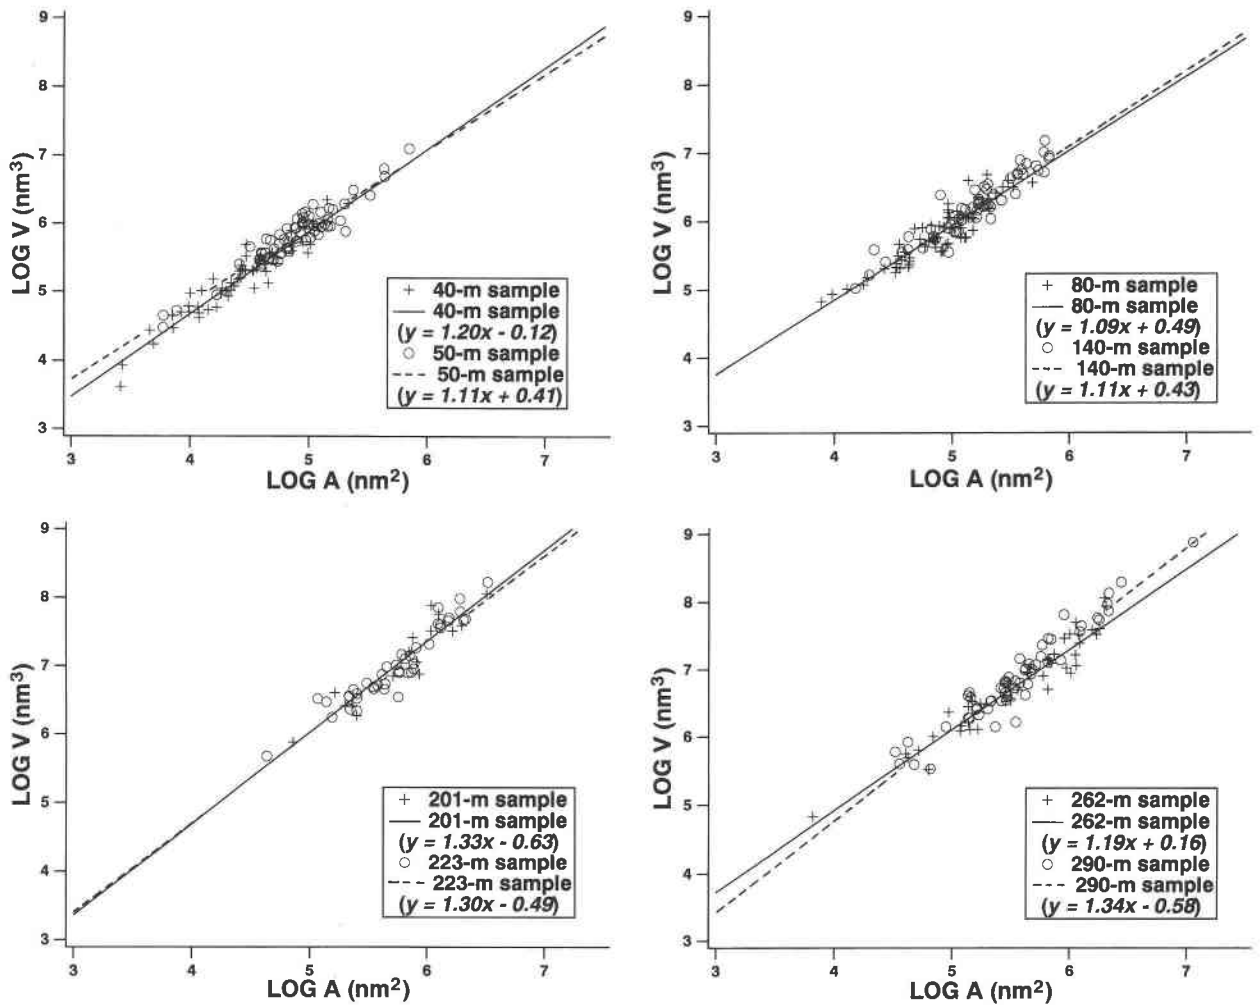 9
8
7
6
5
4
3
LOG V (nm3)
3
4
5
6
7
LOG A (nm2)
+ 40-m sample
— 40-m sample
(y = 1.20x - 0.12)
○ 50-m sample
--- 50-m sample
(y = 1.11x + 0.41)
9
8
7
6
5
4
3
LOG V (nm3)
3
4
5
6
7
LOG A (nm2)
+ 80-m sample
— 80-m sample
(y = 1.09x + 0.49)
○ 140-m sample
--- 140-m sample
(y = 1.11x + 0.43)
9
8
7
6
5
4
3
LOG V (nm3)
3
4
5
6
7
LOG A (nm2)
+ 201-m sample
— 201-m sample
(y = 1.33x - 0.63)
○ 223-m sample
--- 223-m sample
(y = 1.30x - 0.49)
9
8
7
6
5
4
3
LOG V (nm3)
3
4
5
6
7
LOG A (nm2)
+ 262-m sample
— 262-m sample
(y = 1.19x + 0.16)
○ 290-m sample
--- 290-m sample
(y = 1.34x - 0.58)